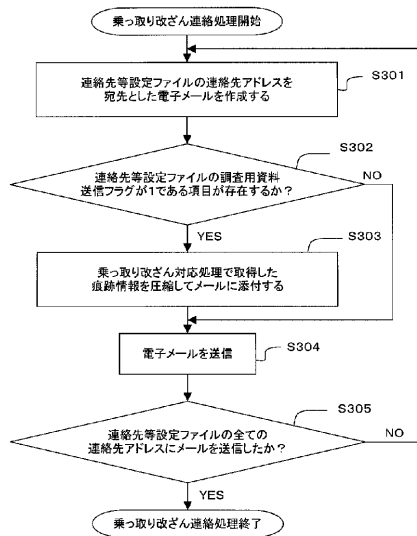 乗っ取り改ざん連絡処理開始
S301
連絡先等設定ファイルの連絡先アドレスを
宛先とした電子メールを作成する
S302
連絡先等設定ファイルの調査用資料
送信フラグが1である項目が存在するか？
NO
YES
S303
乗っ取り改ざん対応処理で取得した
痕跡情報を圧縮してメールに添付する
電子メールを送信
S304
S305
連絡先等設定ファイルの全ての
連絡先アドレスにメールを送信したか？
NO
YES
乗っ取り改ざん連絡処理終了